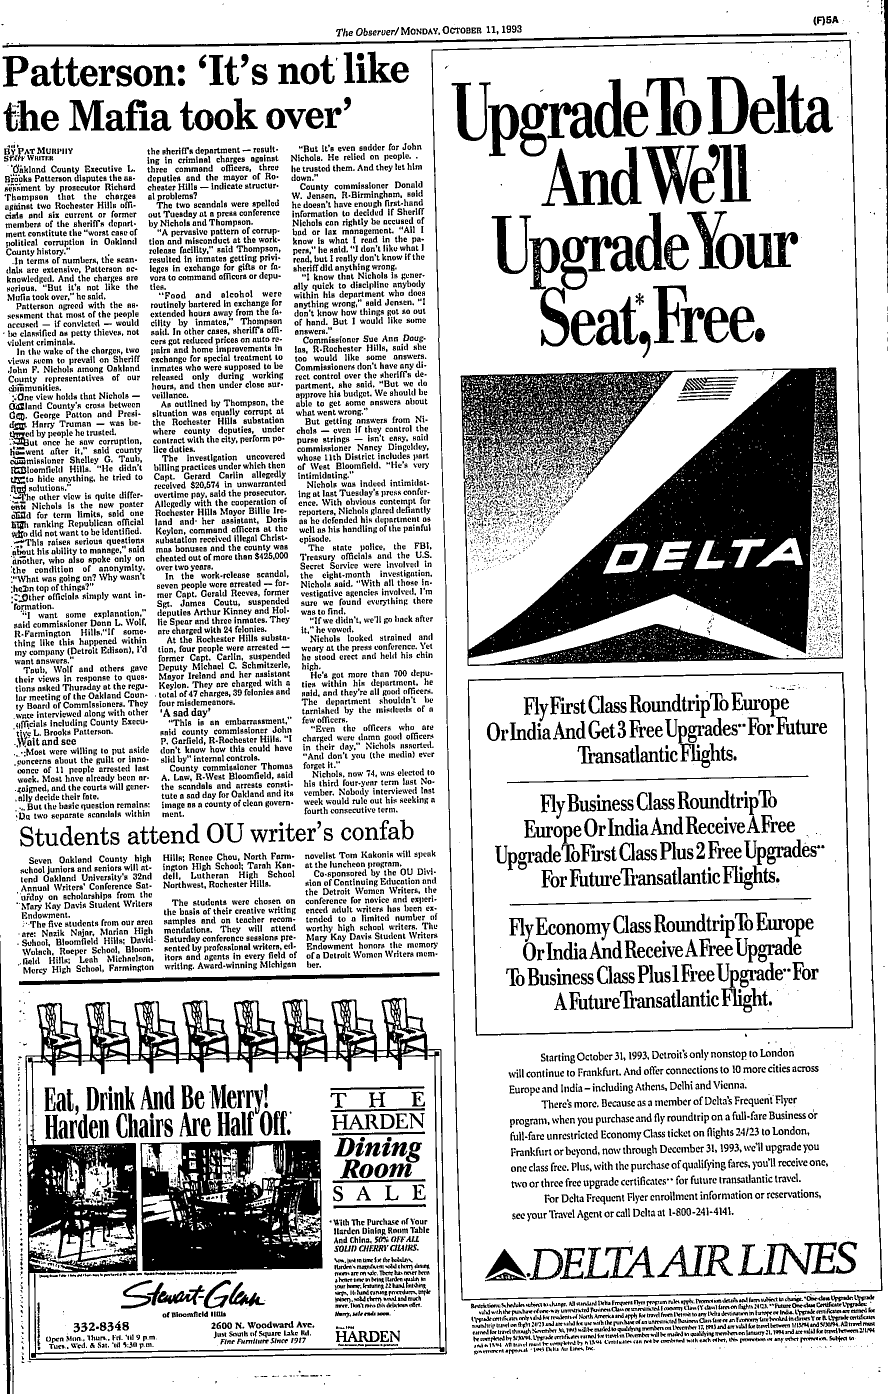 The Observer/ MONDAY, OCTOBER 11, 1993
(F)5A
Patterson: ‘It’s not like
the Mafia took over’
BY PAT MURPHY
STAFF WRITER
Oakland County Executive L.
Brooks Patterson disputes the as-
sessment by prosecutor Richard
Thompson that the charges
against two Rochester Hills offi-
cials and six current or former
members of the sheriff's depart-
ment constitute the “worst case of
political corruption in Oakland
County history.”
In terms of numbers, the scan-
dals are extensive, Patterson ac-
knowledged. And the charges are
serious. “But it's not like the
Mafia took over,” he said.
Patterson agreed with the as-
sessment that most of the people
accused — if convicted — would
be classified as petty thieves, not
violent criminals.
In the wake of the charges, two
views seem to prevail on Sheriff
John F. Nichols among Oakland
County representatives of our
communities.
One view holds that Nichols —
Oakland County's cross between
Gen. George Patton and Presi-
dent Harry Truman — was be-
trayed by people he trusted.
“But once he saw corruption,
he went after it,” said county
commissioner Shelley G. Taub,
R-Bloomfield Hills. “He didn't
try to hide anything, he tried to
find solutions.”
The other view is quite differ-
ent. Nichols is the new poster
child for term limits, said one
high ranking Republican official
who did not want to be identified.
“This raises serious questions
about his ability to manage,” said
another, who also spoke only on
the condition of anonymity.
“What was going on? Why wasn't
he on top of things?”
Other officials simply want in-
formation.
“I want some explanation,”
said commissioner Donn L. Wolf,
R-Farmington Hills.“If some-
thing like this happened within
my company (Detroit Edison), I'd
want answers.”
Taub, Wolf and others gave
their views in response to ques-
tions asked Thursday at the regu-
lar meeting of the Oakland Coun-
ty Board of Commissioners. They
were interviewed along with other
officials including County Execu-
tive L. Brooks Patterson.
Wait and see
Most were willing to put aside
concerns about the guilt or inno-
cence of 11 people arrested last
week. Most have already been ar-
raigned, and the courts will gener-
ally decide their fate.
But the basic question remains:
Do two separate scandals within
the sheriff's department — result-
ing in criminal charges against
three command officers, three
deputies and the mayor of Ro-
chester Hills — indicate structur-
al problems?
The two scandals were spelled
out Tuesday at a press conference
by Nichols and Thompson.
“A pervasive pattern of corrup-
tion and misconduct at the work-
release facility,” said Thompson,
resulted in inmates getting privi-
leges in exchange for gifts or fa-
vors to command officers or depu-
ties.
“Food and alcohol were
routinely bartered in exchange for
extended hours away from the fa-
cility by inmates,” Thompson
said. In other cases, sheriff's offi-
cers got reduced prices on auto re-
pairs and home improvements in
exchange for special treatment to
inmates who were supposed to be
released only during working
hours, and then under close sur-
veillance.
As outlined by Thompson, the
situation was equally corrupt at
the Rochester Hills substation
where county deputies, under
contract with the city, perform po-
lice duties.
The investigation uncovered
billing practices under which then
Capt. Gerard Carlin allegedly
received $20,574 in unwarranted
overtime pay, said the prosecutor.
Allegedly with the cooperation of
Rochester Hills Mayor Billie Ire-
land and her assistant, Doris
Keylon, command officers at the
substation received illegal Christ-
mas bonuses and the county was
cheated out of more than $425,000
over two years.
In the work-release scandal,
seven people were arrested — for-
mer Capt. Gerald Reeves, former
Sgt. James Coutu, suspended
deputies Arthur Kinney and Hol-
lie Spear and three inmates. They
are charged with 24 felonies.
At the Rochester Hills substa-
tion, four people were arrested —
former Capt. Carlin, suspended
Deputy Michael C. Schmitzerle,
Mayor Ireland and her assistant
Keylon. They are charged with a
total of 47 charges, 39 felonies and
four misdemeanors.
‘A sad day’
“This is an embarrassment,”
said county commissioner John
P. Garfield, R-Rochester Hills. “I
don't know how this could have
slid by” internal controls.
County commissioner Thomas
A. Law, R-West Bloomfield, said
the scandals and arrests consti-
tute a sad day for Oakland and its
image as a county of clean govern-
ment.
“But it's even sadder for John
Nichols. He relied on people. .
he trusted them. And they let him
down.”
County commissioner Donald
W. Jensen, R-Birmingham, said
he doesn't have enough first-hand
information to decided if Sheriff
Nichols can rightly be accused of
bad or lax management. “All I
know is what I read in the pa-
pers,” he said. “I don't like what I
read, but I really don't know if the
sheriff did anything wrong.
“I know that Nichols is gener-
ally quick to discipline anybody
within his department who does
anything wrong,” said Jensen. “I
don't know how things got so out
of hand. But I would like some
answers.”
Commissioner Sue Ann Doug-
las, R-Rochester Hills, said she
too would like some answers.
Commissioners don't have any di-
rect control over the sheriff's de-
partment, she said, “But we do
approve his budget. We should be
able to get some answers about
what went wrong.”
But getting answers from Ni-
chols — even if they control the
purse strings — isn't easy, said
commissioner Nancy Dingeldey,
whose 11th District includes part
of West Bloomfield. “He's very
intimidating.”
Nichols was indeed intimidat-
ing at last Tuesday's press confer-
ence. With obvious contempt for
reporters, Nichols glared defiantly
as he defended his department as
well as his handling of the painful
episode.
The state police, the FBI,
Treasury officials and the U.S.
Secret Service were involved in
the eight-month investigation,
Nichols said. “With all those in-
vestigative agencies involved, I'm
sure we found everything there
was to find.
“If we didn't, we'll go back after
it,” he vowed.
Nichols looked strained and
weary at the press conference. Yet
he stood erect and held his chin
high.
He's got more than 700 depu-
ties within his department, he
said, and they're all good officers.
The department shouldn't be
tarnished by the misdeeds of a
few officers.
“Even the officers who are
charged were damn good officers
in their day,” Nichols asserted.
“And don't you (the media) ever
forget it.”
Nichols, now 74, was elected to
his third four-year term last No-
vember. Nobody interviewed last
week would rule out his seeking a
fourth consecutive term.
Students attend OU writer's confab
Seven Oakland County high
school juniors and seniors will at-
tend Oakland University's 32nd
Annual Writers' Conference Sat-
urday on scholarships from the
Mary Kay Davis Student Writers
Endowment.
The five students from our area
are: Nazik Najar, Marian High
School, Bloomfield Hills; David
Wolach, Roeper School, Bloom-
field Hills; Leah Michaelson,
Mercy High School, Farmington
Hills; Renee Chou, North Farm-
ington High School; Tarah Ken-
dell, Lutheran High School
Northwest, Rochester Hills.
The students were chosen on
the basis of their creative writing
samples and on teacher recom-
mendations. They will attend
Saturday conference sessions pre-
sented by professional writers, ed-
itors and agents in every field of
writing. Award-winning Michigan
novelist Tom Kakonis will speak
at the luncheon program.
Co-sponsored by the OU Divi-
sion of Continuing Education and
the Detroit Women Writers, the
conference for novice and experi-
enced adult writers has been ex-
tended to a limited number of
worthy high school writers. The
Mary Kay Davis Student Writers
Endowment honors the memory
of a Detroit Women Writers mem-
ber.
Eat, Drink And Be Merry!
Harden Chairs Are Half Off.*
THE
HARDEN
Dining
Room
SALE
*With The Purchase of Your
Harden Dining Room Table
And China, 50% OFF ALL
SOLID CHERRY CHAIRS.
Now, just in time for the holidays,
Harden's magnificent solid cherry dining
rooms are on sale. There has never been
a better time to bring Harden quality to
your home, featuring 22 hand finishing
steps, 16 hand carving procedures, triple
joinery, solid cherry wood and much
more. Don't miss this delicious offer.
Hurry, sale ends soon.
Stewart-Glenn
of Bloomfield Hills
332-8348
Open Mon., Thurs., Fri. 'til 9 p.m.
Tues., Wed. & Sat. 'til 5:30 p.m.
2600 N. Woodward Ave.
Just South of Square Lake Rd.
Fine Furniture Since 1917
HARDEN
Upgrade To Delta
And We'll
Upgrade Your
Seat,* Free.
DELTA
Fly First Class Roundtrip To Europe
Or India And Get 3 Free Upgrades** For Future
Transatlantic Flights.
Fly Business Class Roundtrip To
Europe Or India And Receive A Free
Upgrade To First Class Plus 2 Free Upgrades**
For Future Transatlantic Flights.
Fly Economy Class Roundtrip To Europe
Or India And Receive A Free Upgrade
To Business Class Plus 1 Free Upgrade** For
A Future Transatlantic Flight.
Starting October 31, 1993, Detroit's only nonstop to London
will continue to Frankfurt. And offer connections to 10 more cities across
Europe and India – including Athens, Delhi and Vienna.
There's more. Because as a member of Delta's Frequent Flyer
program, when you purchase and fly roundtrip on a full-fare Business or
full-fare unrestricted Economy Class ticket on flights 24/23 to London,
Frankfurt or beyond, now through December 31, 1993, we'll upgrade you
one class free. Plus, with the purchase of qualifying fares, you'll receive one,
two or three free upgrade certificates** for future transatlantic travel.
For Delta Frequent Flyer enrollment information or reservations,
see your Travel Agent or call Delta at 1-800-241-4141.
DELTA AIR LINES